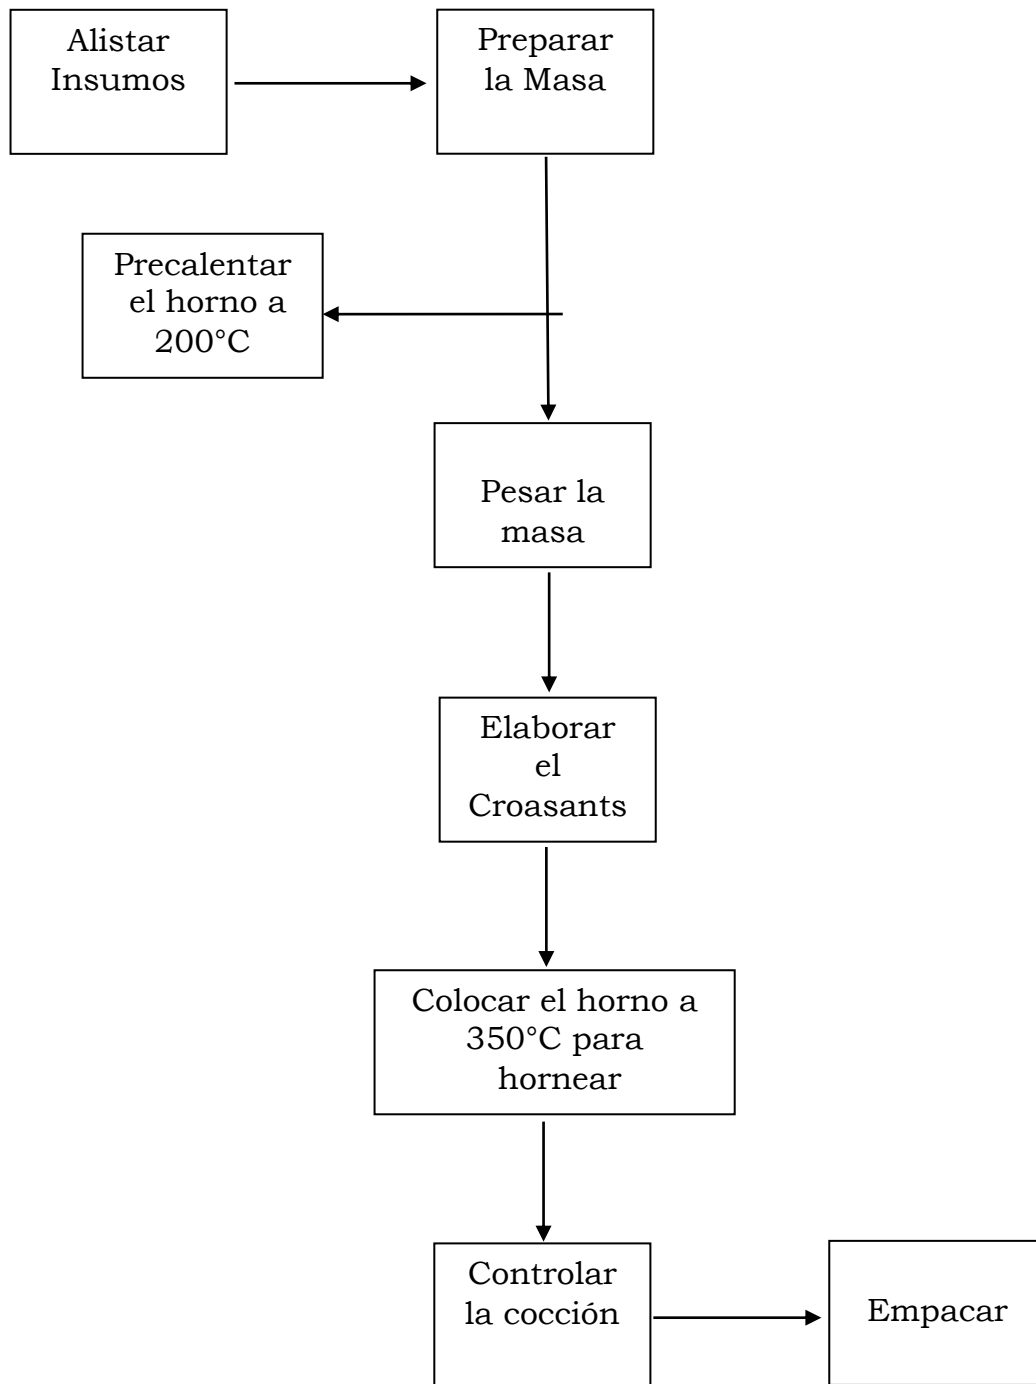 Alistar
Insumos
Preparar
la Masa
Precalentar
el horno a
200°C
Pesar la
masa
Elaborar
el
Croasants
Colocar el horno a
350°C para
hornear
Controlar
la cocción
Empacar